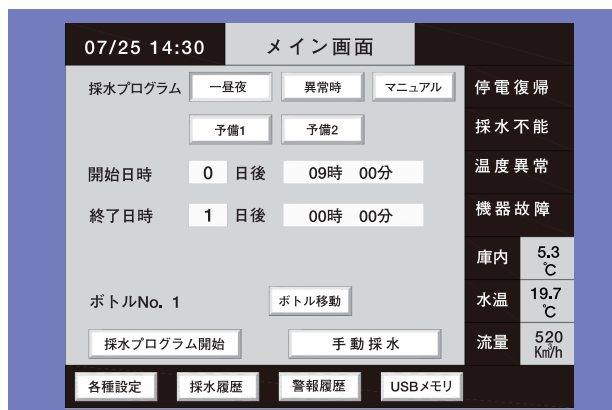 07/25 14:30 メイン画面
採水プログラム 一昼夜 異常時 マニュアル 停電復帰
予備1 予備2 採水不能
開始日時 0 日後 09時 00分 温度異常
終了日時 1 日後 00時 00分 機器故障
庫内 5.3℃
ボトルNo. 1 ボトル移動 水温 19.7℃
採水プログラム開始 手動採水 流量 520 Km³/h
各種設定 採水履歴 警報履歴 USBメモリ